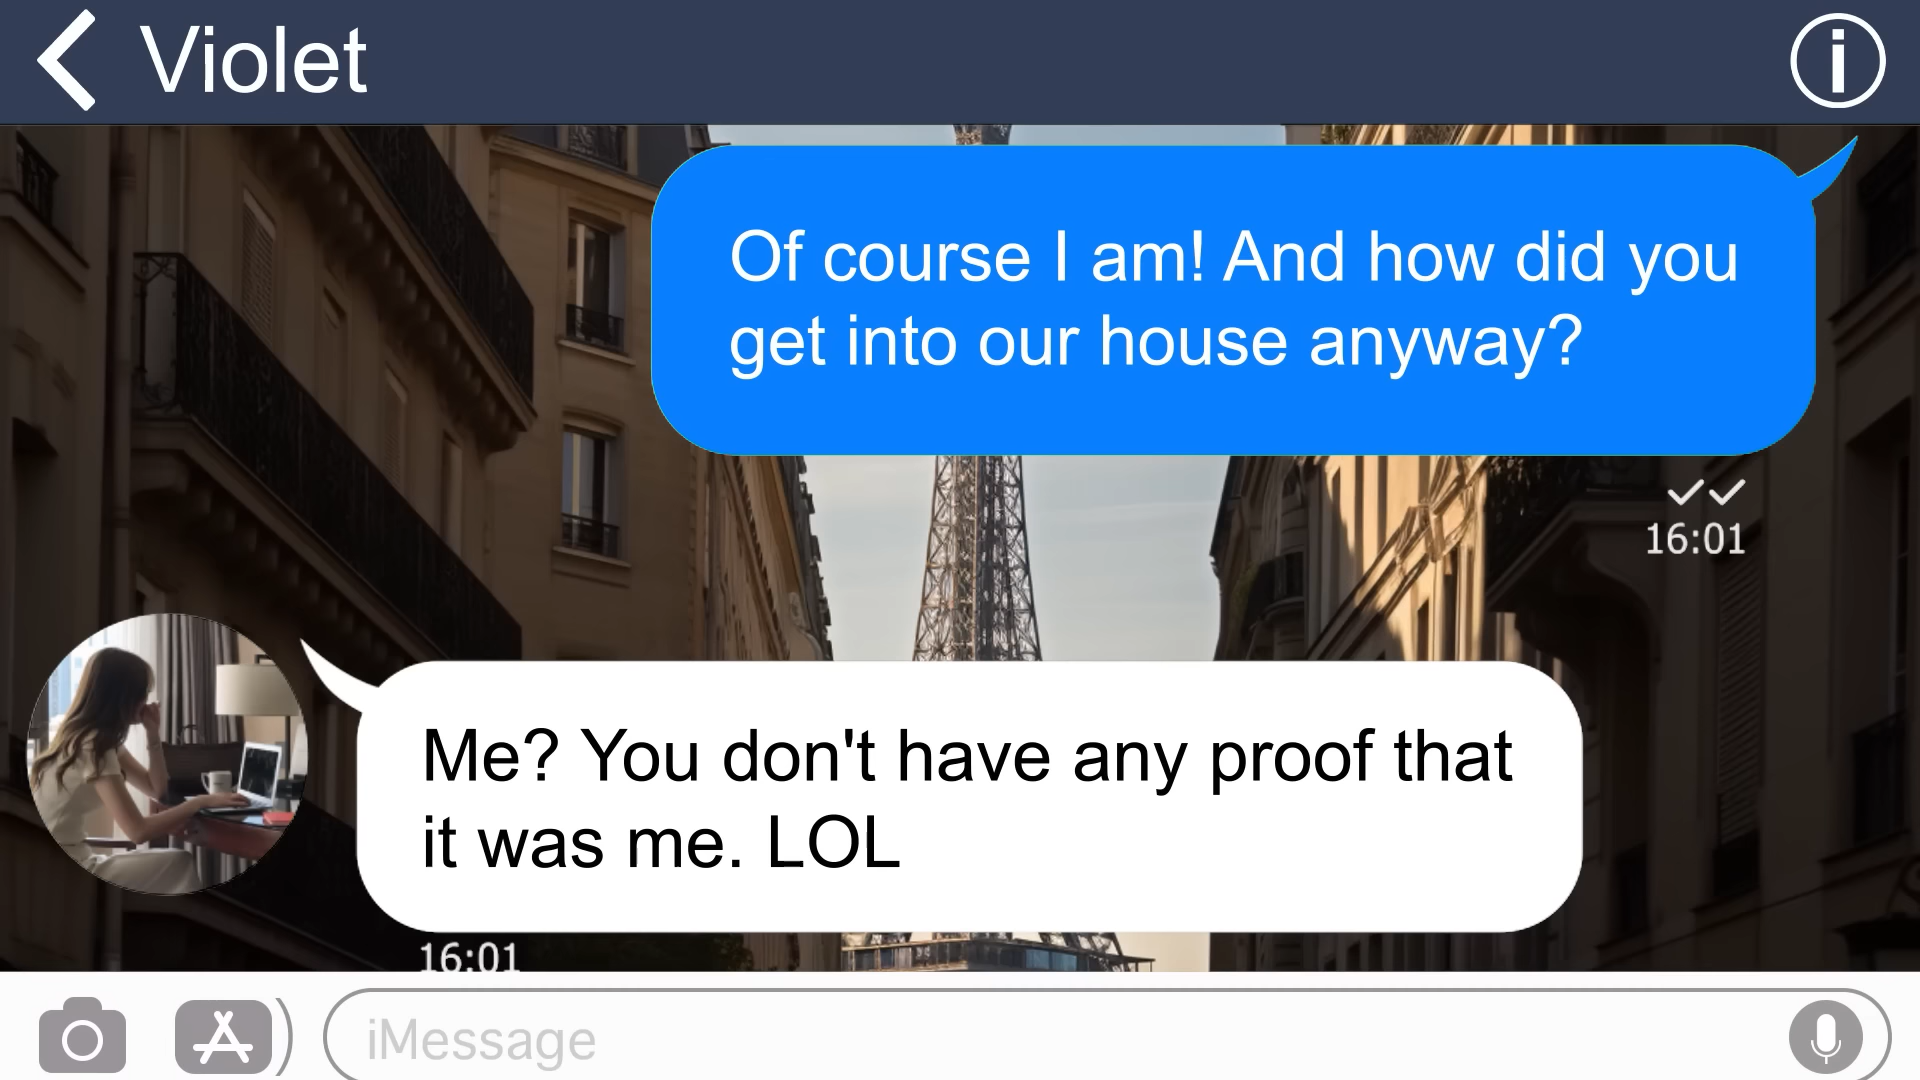 Violet
Of course I am! And how did you
get into our house anyway?
16:01
Me? You don't have any proof that
it was me. LOL
16:01
iMessage